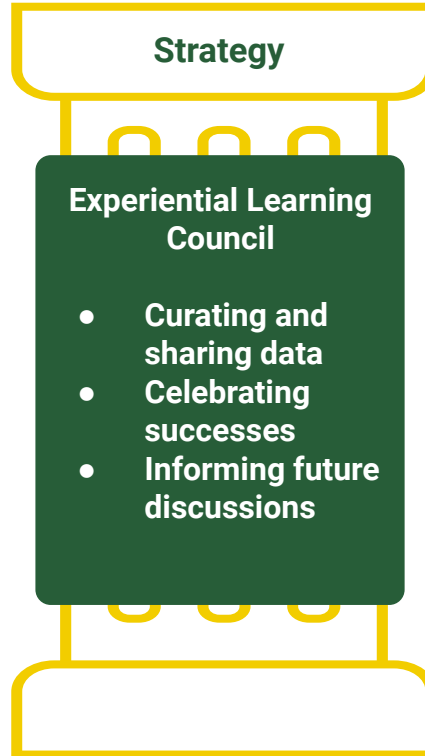 Strategy
Experiential Learning
Council
● Curating and
sharing data
● Celebrating
successes
● Informing future
discussions